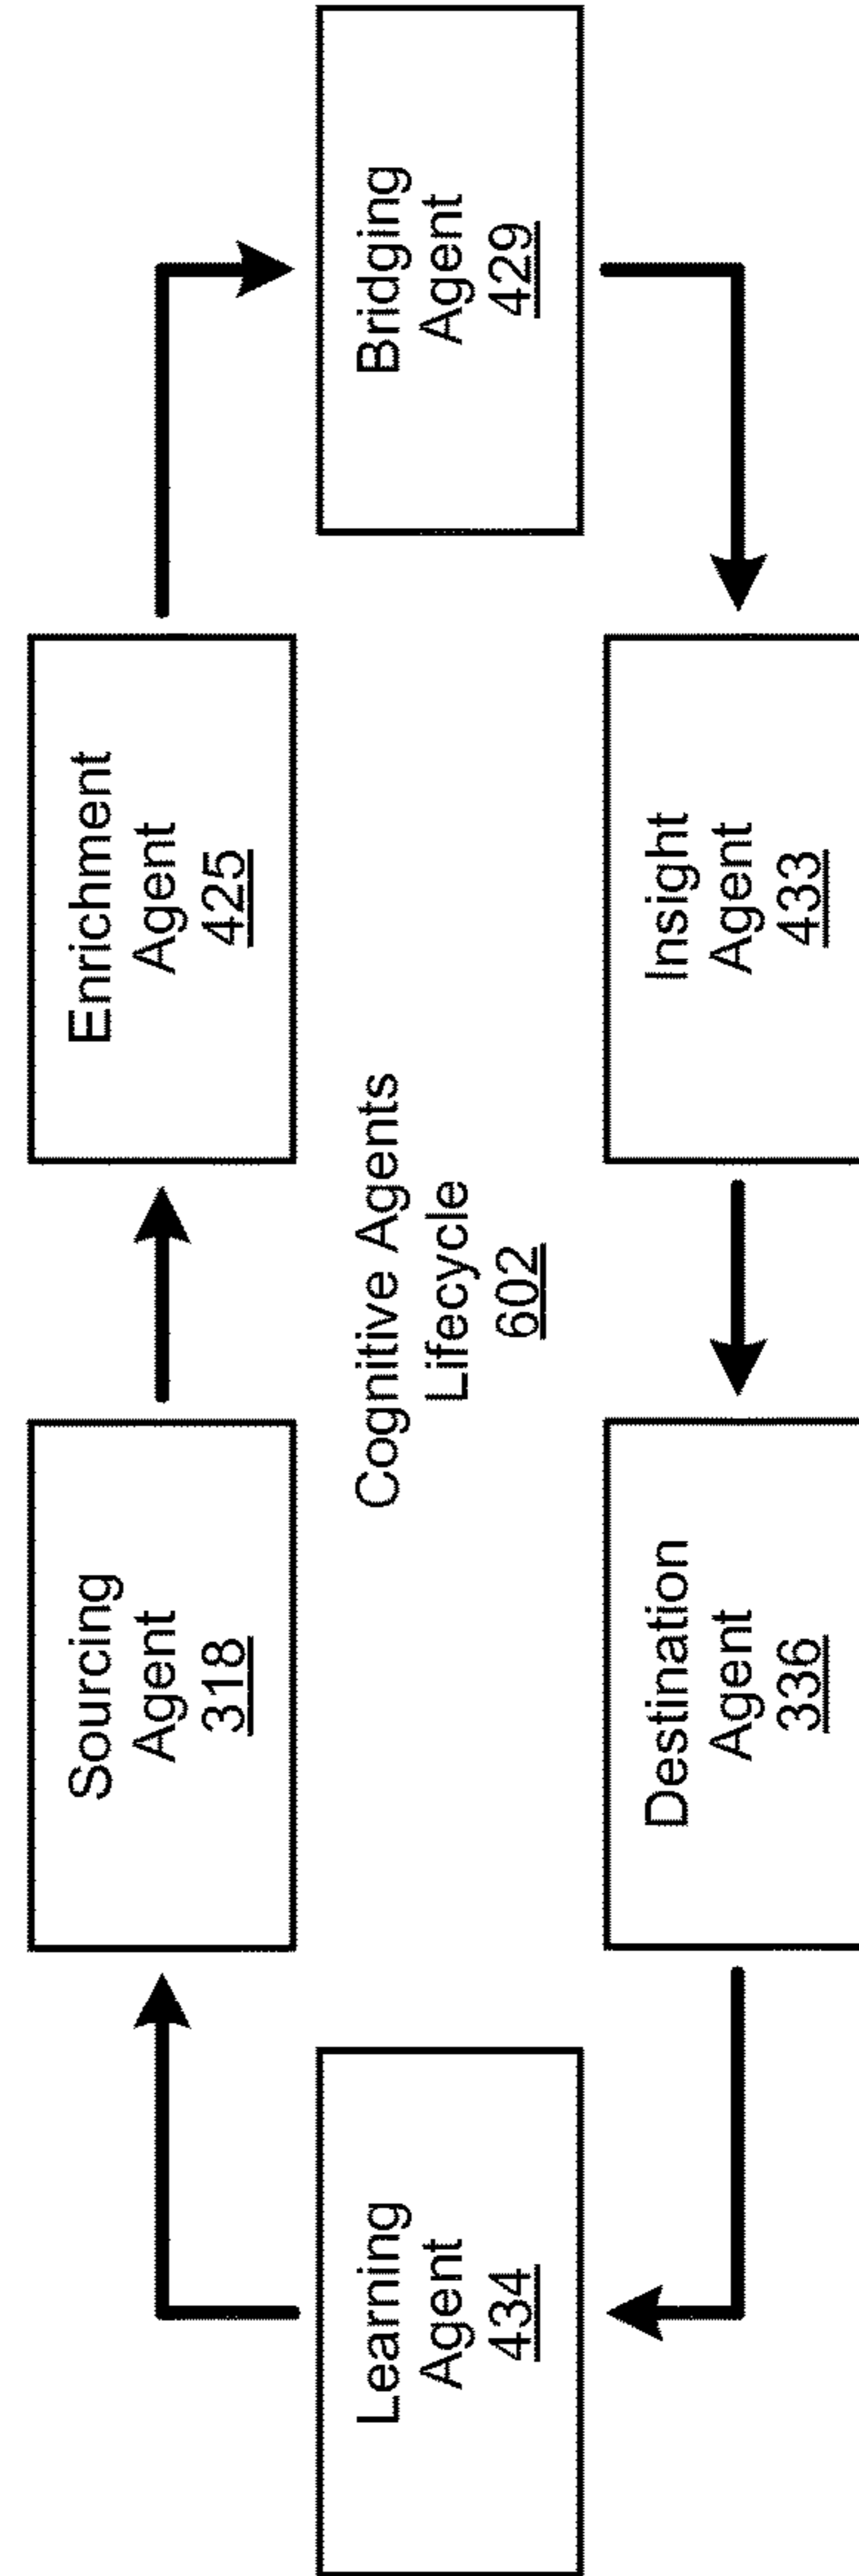 Sourcing
Agent
318
Enrichment
Agent
425
Learning
Agent
434
Cognitive Agents
Lifecycle
602
Bridging
Agent
429
Destination
Agent
336
Insight
Agent
433